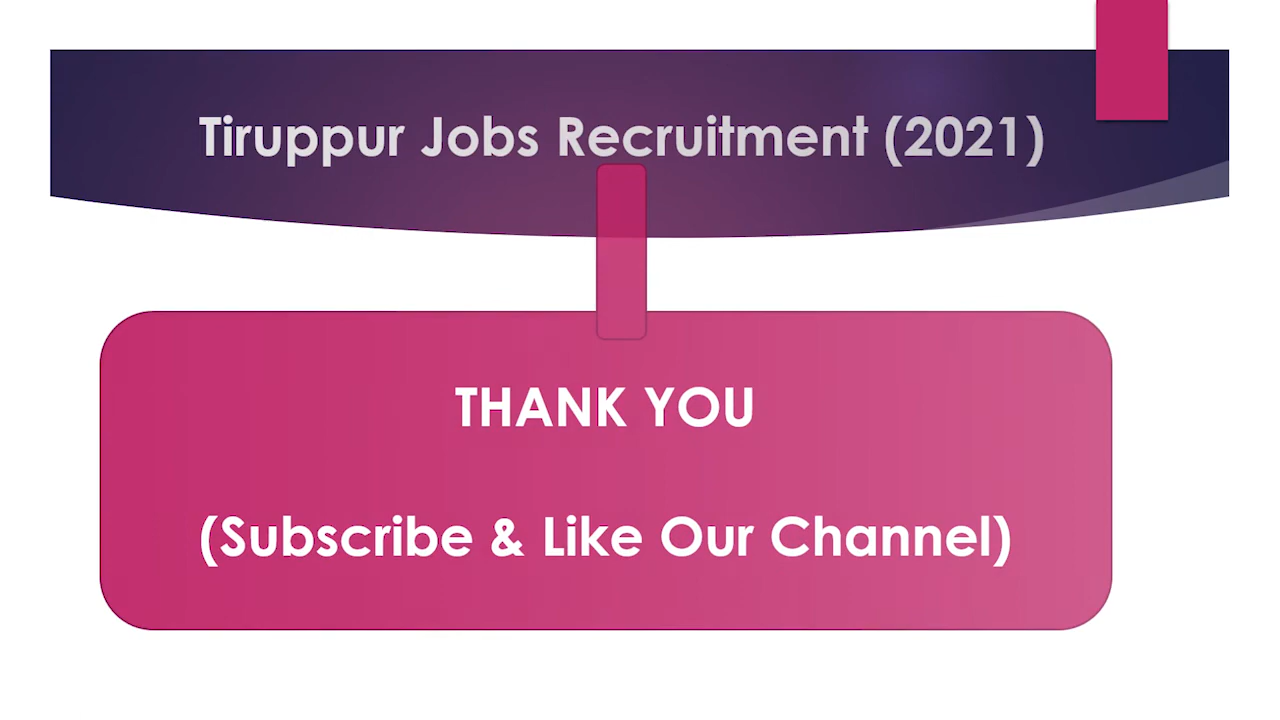 Tiruppur Jobs Recruitment (2021)
THANK YOU
(Subscribe & Like Our Channel)